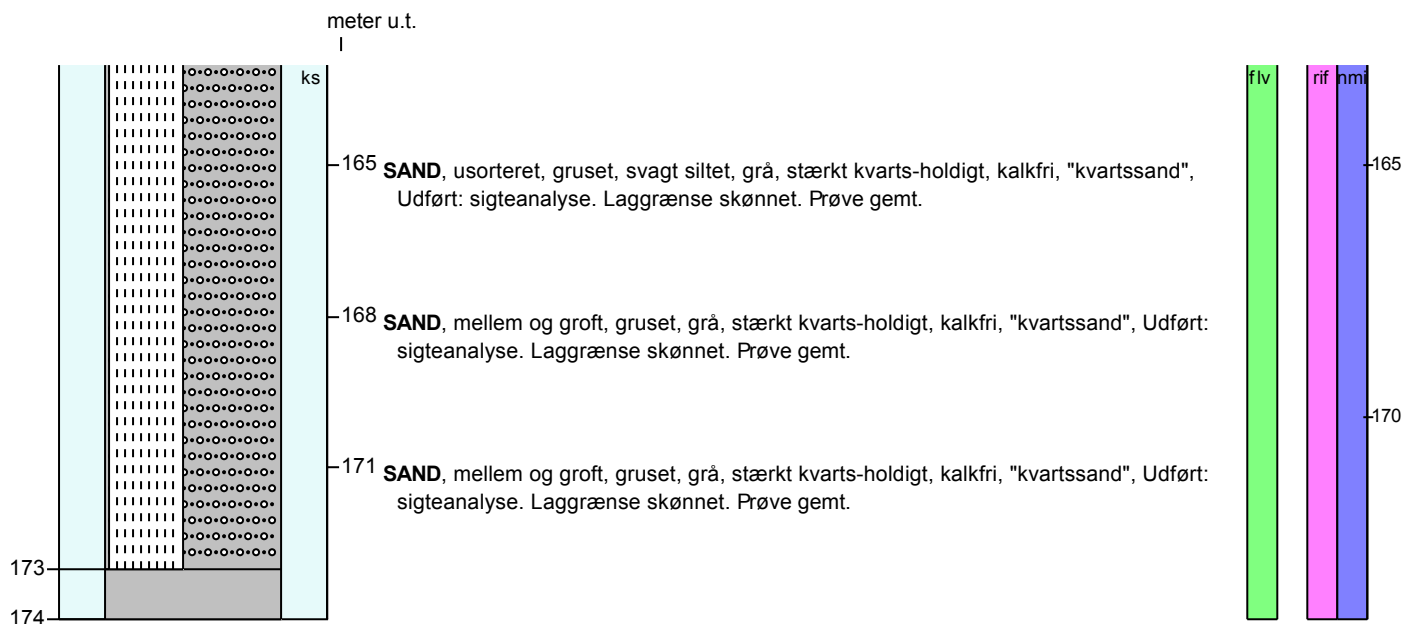 meter u.t.
ks
flv
rif
nmi
165 SAND, usorteret, gruset, svagt siltet, grå, stærkt kvarts-holdigt, kalkfri, "kvartssand",
Udført: sigteanalyse. Laggrænse skønnet. Prøve gemt.
165
168 SAND, mellem og groft, gruset, grå, stærkt kvarts-holdigt, kalkfri, "kvartssand", Udført:
sigteanalyse. Laggrænse skønnet. Prøve gemt.
170
171 SAND, mellem og groft, gruset, grå, stærkt kvarts-holdigt, kalkfri, "kvartssand", Udført:
sigteanalyse. Laggrænse skønnet. Prøve gemt.
173
174